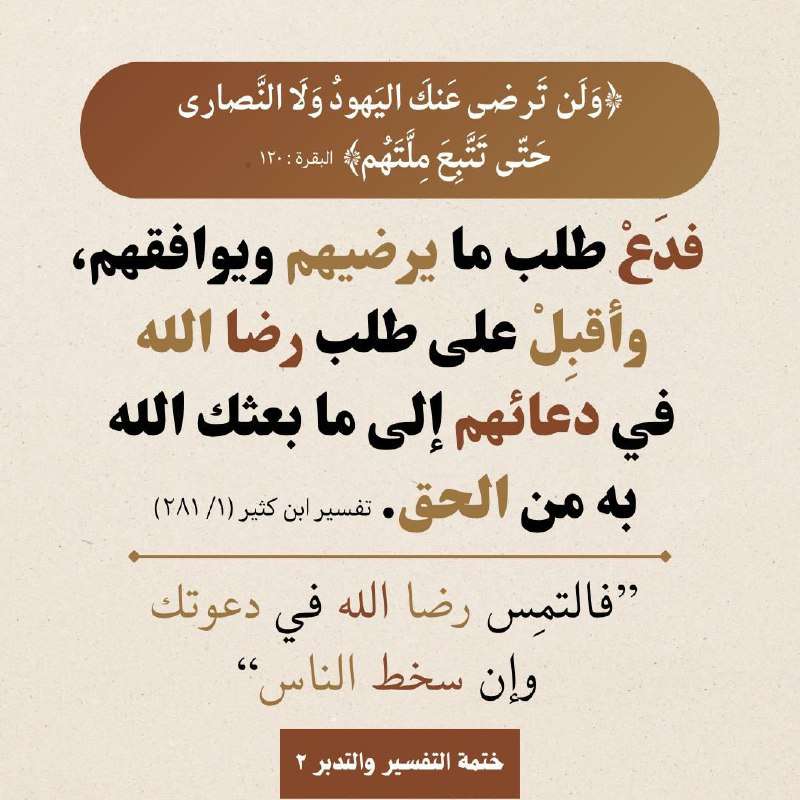 ﴿وَلَن تَرضى عَنكَ اليَهودُ وَلَا النَّصارى
حَتّى تَتَّبِعَ مِلَّتَهُم﴾ البقرة : ١٢٠
فدَعْ طلب ما يرضيهم ويوافقهم،
وأقبِلْ على طلب رضا الله
في دعائهم إلى ما بعثك الله
به من الحق. تفسير ابن كثير (١/ ٢٨١)
”فالتمِس رضا الله في دعوتك
وإن سخط الناس“
ختمة التفسير والتدبر ٢